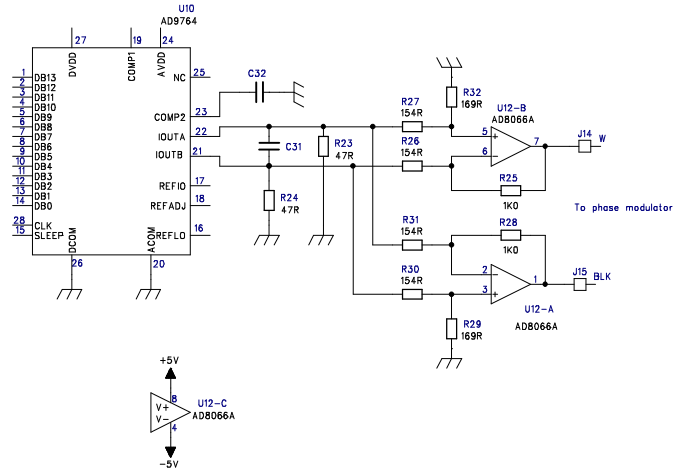 U10
AD9764
27
19
24
DVDD
COMP1
AVDD
1 DB13
2 DB12
3 DB11
4 DB10
5 DB9
6 DB8
7 DB7
8 DB6
9 DB5
10 DB4
11 DB3
12 DB2
13 DB1
14 DB0
28 CLK
15 SLEEP
NC 25
COMP2 23
IOUTA 22
IOUTB 21
REFIO 17
REFADJ 18
REFLO 16
DCOM
ACOM
26
20
C32
C31
R23
47R
R24
47R
R27
154R
R26
154R
R32
169R
U12-B
AD8066A
5
+
6
−
7
J14
W
R25
1K0
To phase modulator
R31
154R
R28
1K0
R30
154R
2
−
3
+
1
J15
BLK
U12-A
AD8066A
R29
169R
+5V
8
V+
V−
4
U12-C
AD8066A
−5V